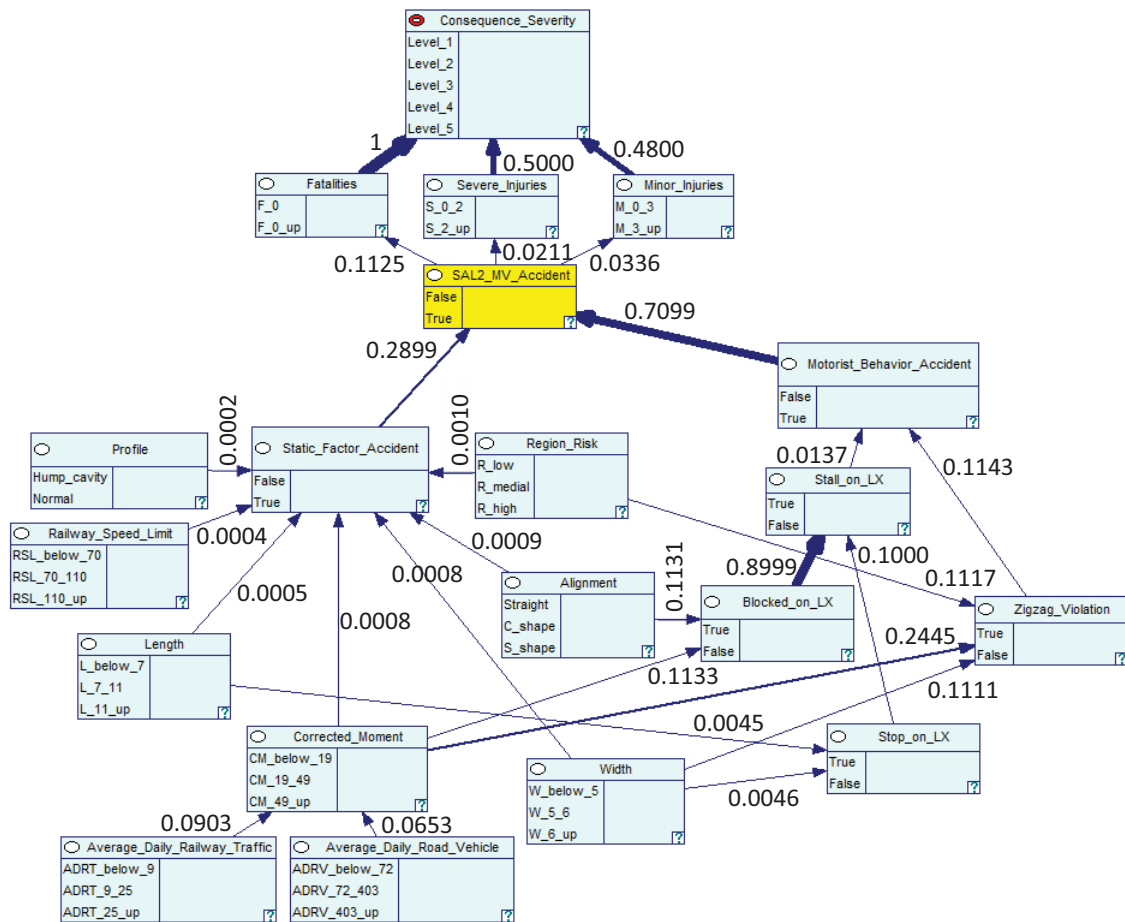 Consequence_Severity
Level_1
Level_2
Level_3
Level_4
Level_5
?
1
0.5000
0.4800
Fatalities
F_0
F_0_up
?
Severe_Injuries
S_0_2
S_2_up
?
Minor_Injuries
M_0_3
M_3_up
?
0.1125
0.0211
0.0336
SAL2_MV_Accident
False
True
?
0.7099
0.2899
Motorist_Behavior_Accident
False
True
?
Profile
Hump_cavity
Normal
?
0.0002
Static_Factor_Accident
False
True
?
0.0010
Region_Risk
R_low
R_medial
R_high
?
0.0137
0.1143
Stall_on_LX
True
False
?
Railway_Speed_Limit
RSL_below_70
RSL_70_110
RSL_110_up
?
0.0004
0.0005
0.0008
0.0008
0.0009
Alignment
Straight
C_shape
S_shape
?
0.1131
0.8999
0.1000
0.1117
Blocked_on_LX
True
False
?
Zigzag_Violation
True
False
?
Length
L_below_7
L_7_11
L_11_up
?
0.1133
0.2445
0.1111
0.0045
0.0046
Corrected_Moment
CM_below_19
CM_19_49
CM_49_up
?
Width
W_below_5
W_5_6
W_6_up
?
Stop_on_LX
True
False
?
0.0903
0.0653
Average_Daily_Railway_Traffic
ADRT_below_9
ADRT_9_25
ADRT_25_up
?
Average_Daily_Road_Vehicle
ADRV_below_72
ADRV_72_403
ADRV_403_up
?